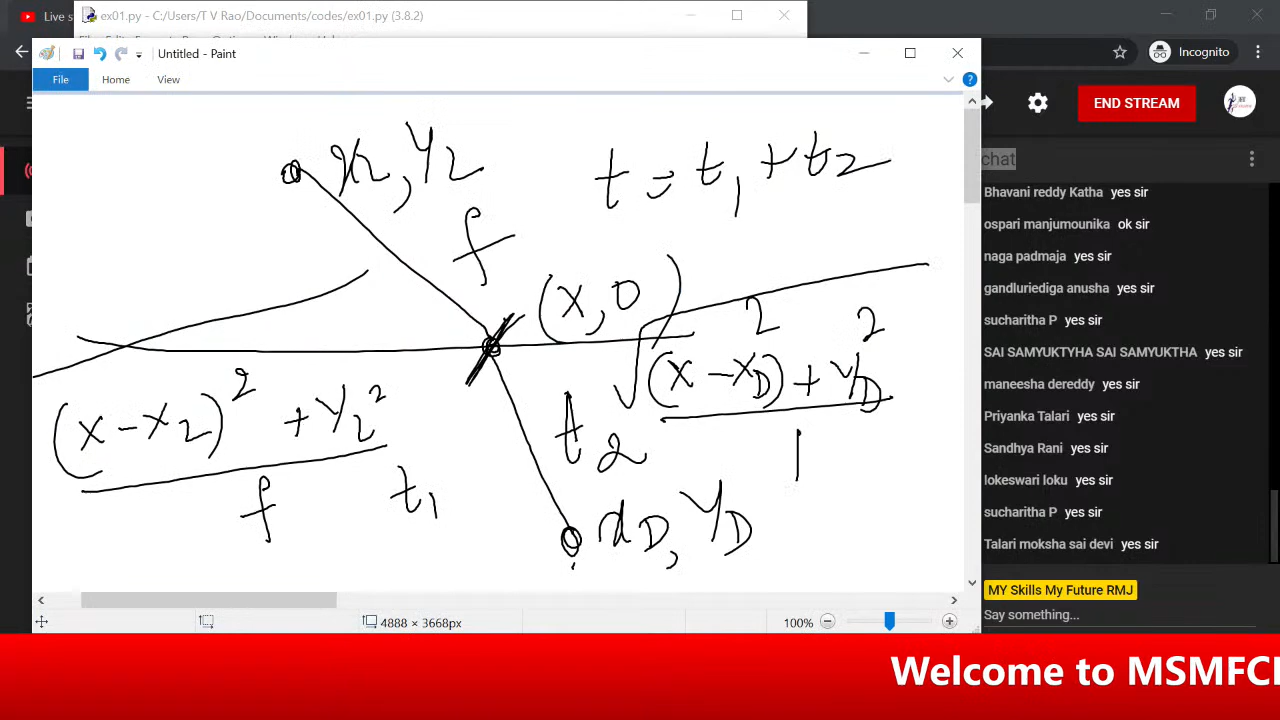 Live s
ex01.py - C:/Users/T V Rao/Documents/codes/ex01.py (3.8.2)
Untitled - Paint
Incognito
File Home View
END STREAM
x2, y2
t = t1 + t2
f
(x, 0)
(x - x2)² + y2²
f
t1
t2
√(x - xD)² + yD²
1
xD, yD
100%
4888 × 3668px
chat
Bhavani reddy Katha yes sir
ospari manjumounika ok sir
naga padmaja yes sir
gandluriediga anusha yes sir
sucharitha P yes sir
SAI SAMYUKTYHA SAI SAMYUKTHA yes sir
maneesha dereddy yes sir
Priyanka Talari yes sir
Sandhya Rani yes sir
lokeswari loku yes sir
sucharitha P yes sir
Talari moksha sai devi yes sir
MY Skills My Future RMJ
Say something...
Welcome to MSMFCI